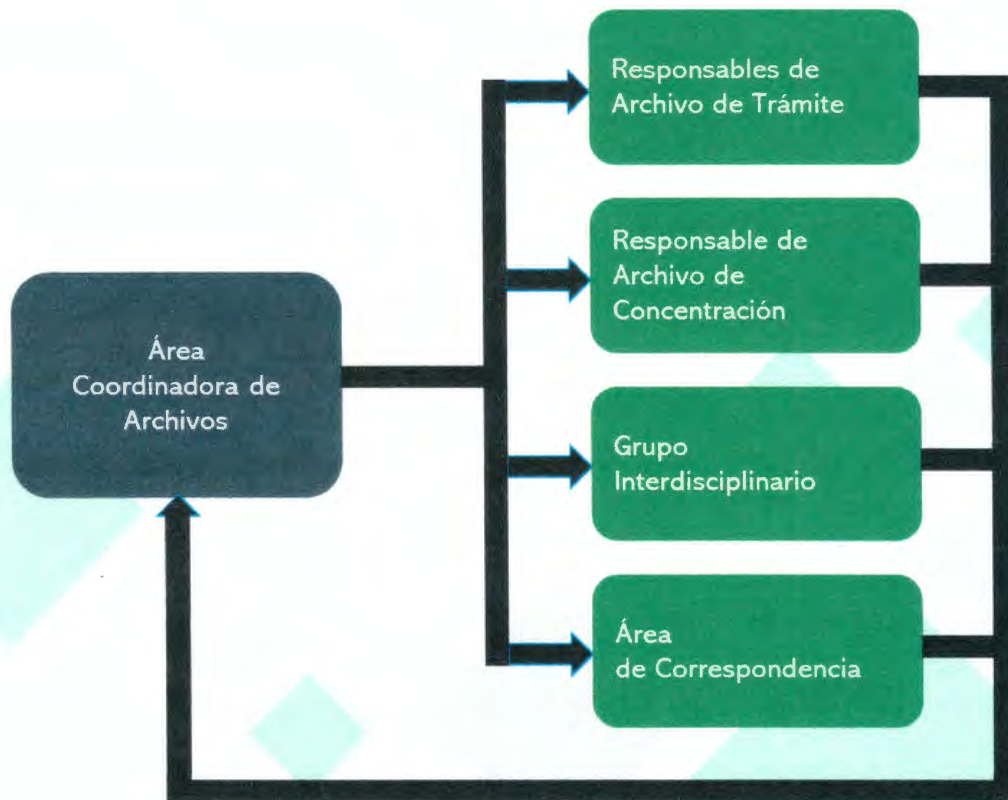 Responsables de
Archivo de Trámite
Responsable de
Archivo de
Concentración
Área
Coordinadora de
Archivos
Grupo
Interdisciplinario
Área
de Correspondencia